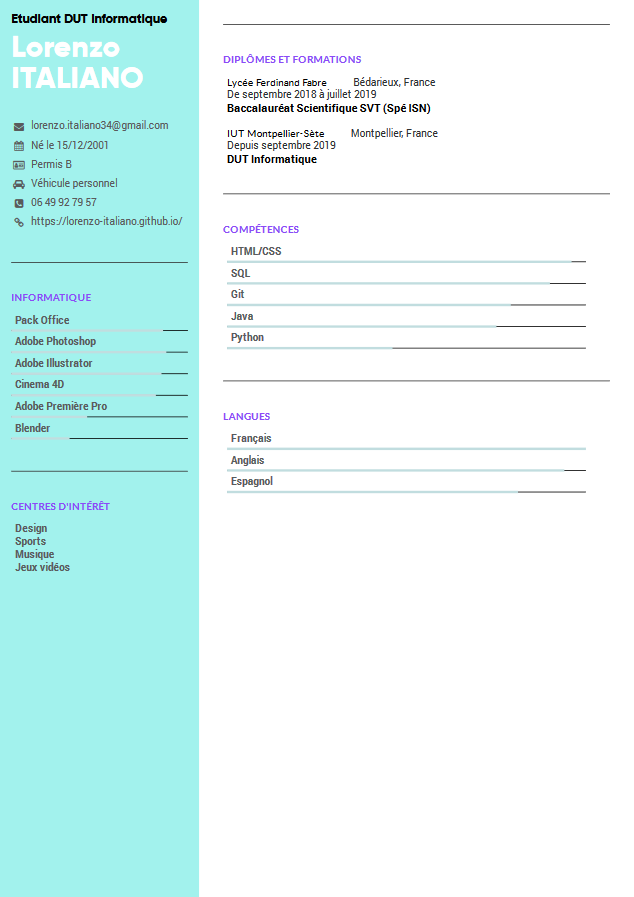 Etudiant DUT Informatique
Lorenzo
ITALIANO
lorenzo.italiano34@gmail.com
Né le 15/12/2001
Permis B
Véhicule personnel
06 49 92 79 57
https://lorenzo-italiano.github.io/
INFORMATIQUE
Pack Office
Adobe Photoshop
Adobe Illustrator
Cinema 4D
Adobe Première Pro
Blender
CENTRES D'INTÉRÊT
Design
Sports
Musique
Jeux vidéos
DIPLÔMES ET FORMATIONS
Lycée Ferdinand Fabre Bédarieux, France
De septembre 2018 à juillet 2019
Baccalauréat Scientifique SVT (Spé ISN)
IUT Montpellier-Sète Montpellier, France
Depuis septembre 2019
DUT Informatique
COMPÉTENCES
HTML/CSS
SQL
Git
Java
Python
LANGUES
Français
Anglais
Espagnol